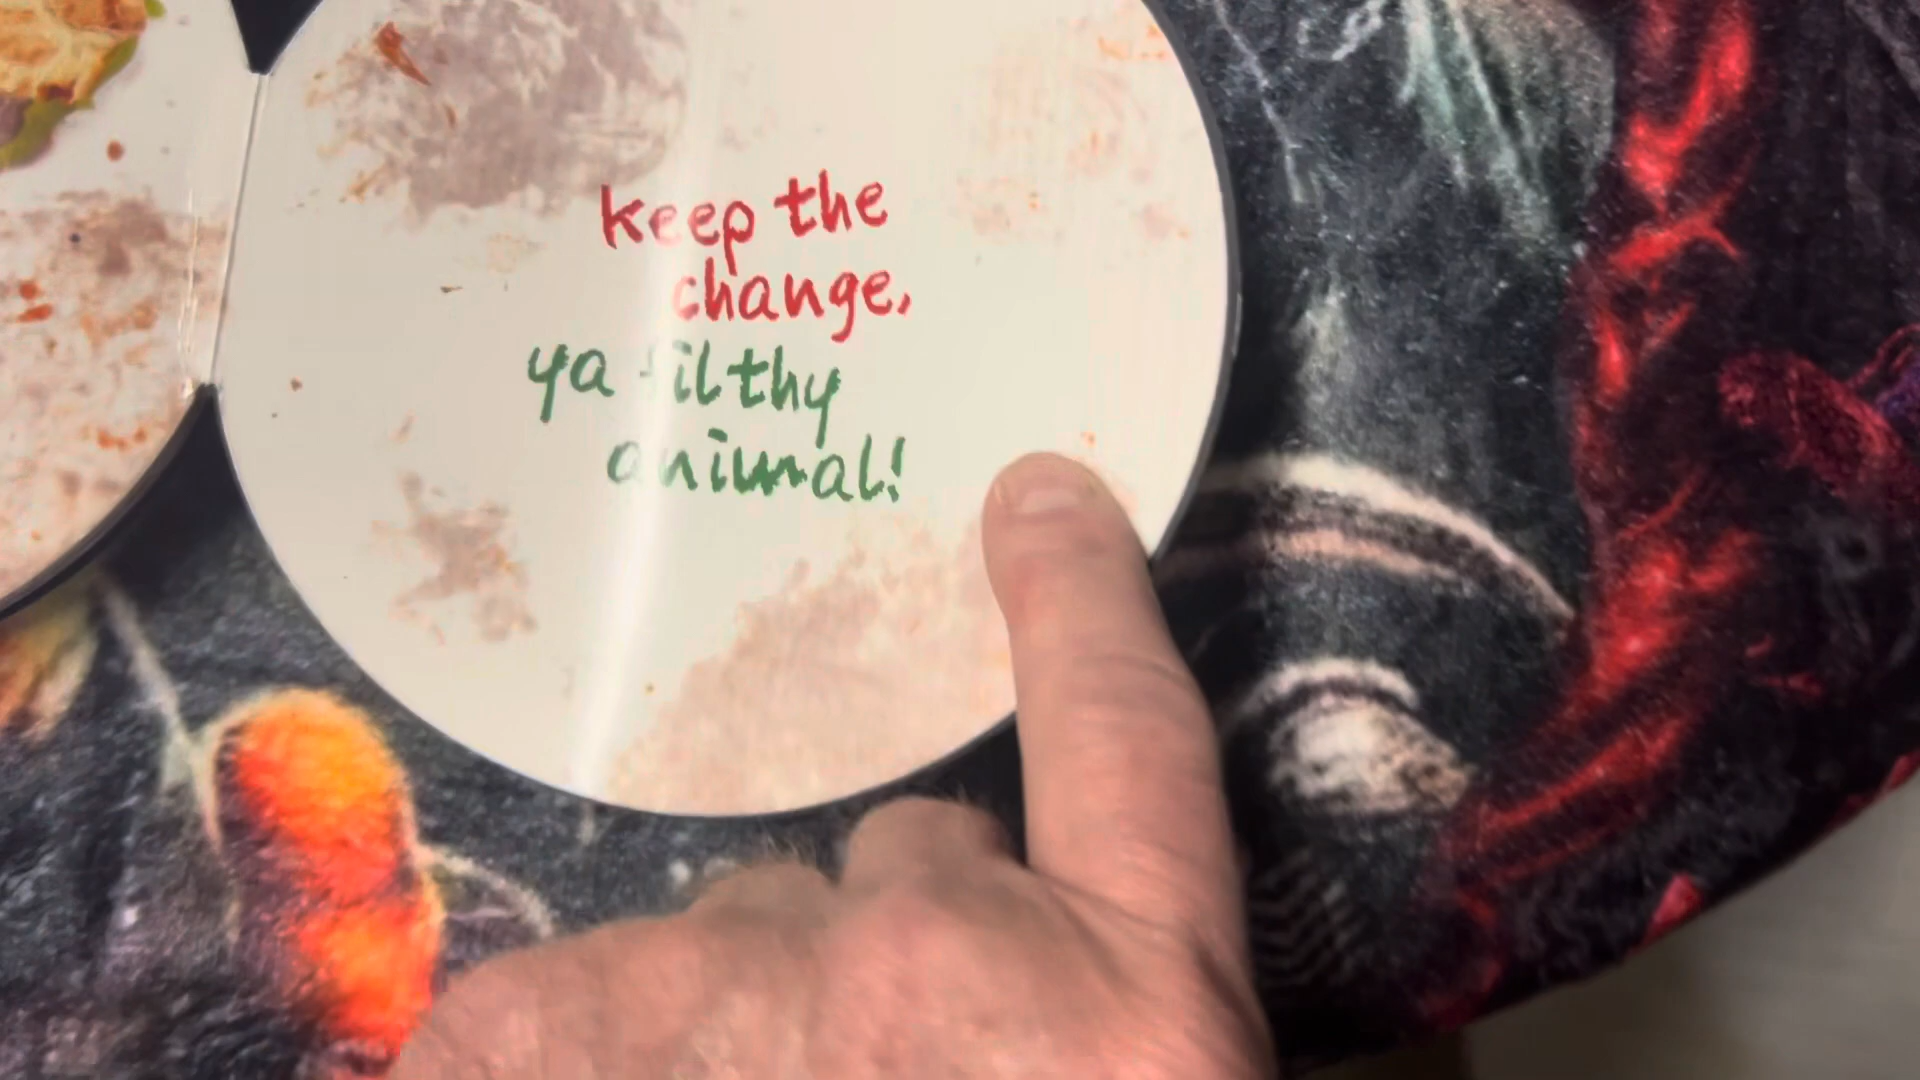 keep the
change,
ya filthy
animal!